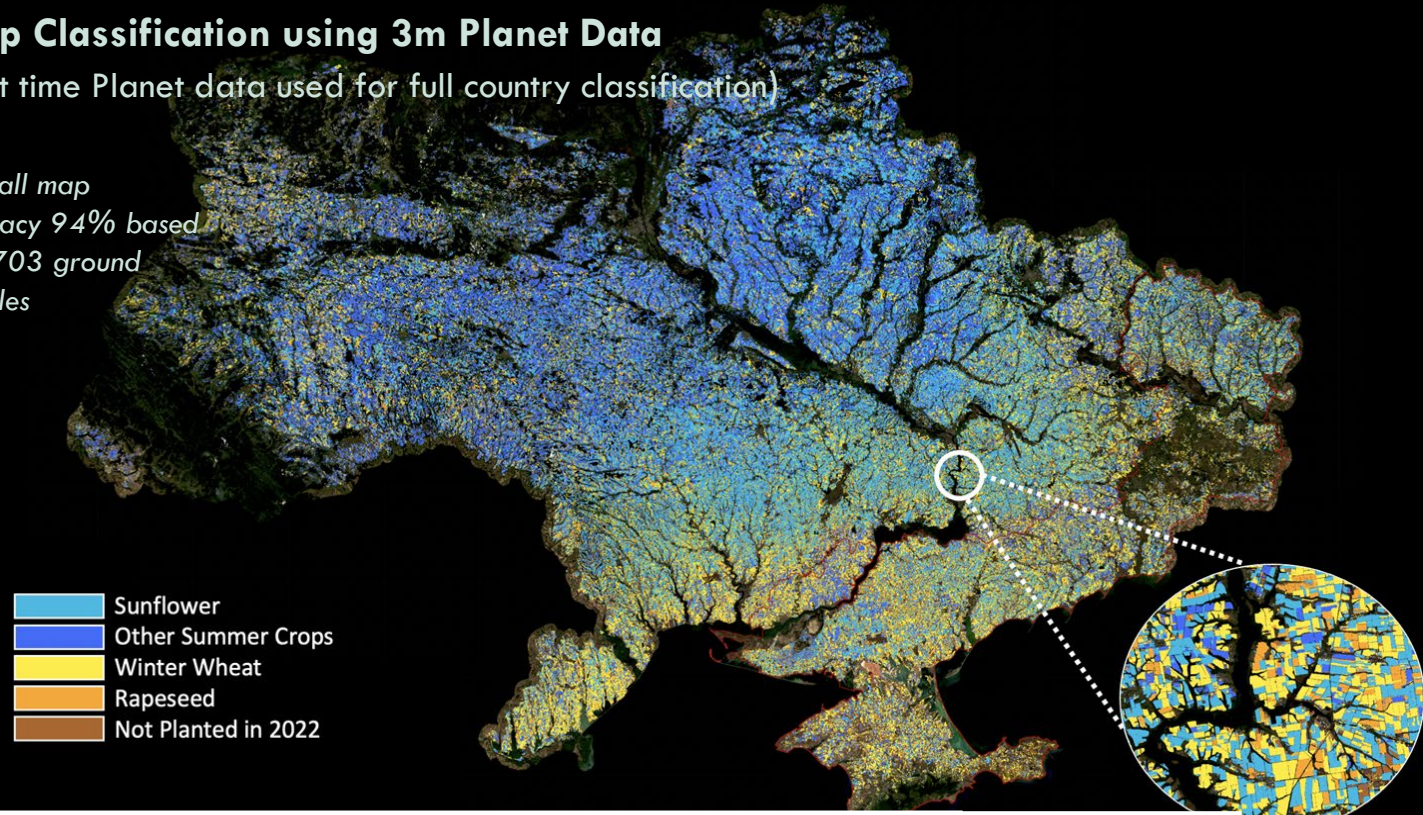 p Classification using 3m Planet Data
t time Planet data used for full country classification)
all map
acy 94% based
703 ground
les
Sunflower
Other Summer Crops
Winter Wheat
Rapeseed
Not Planted in 2022